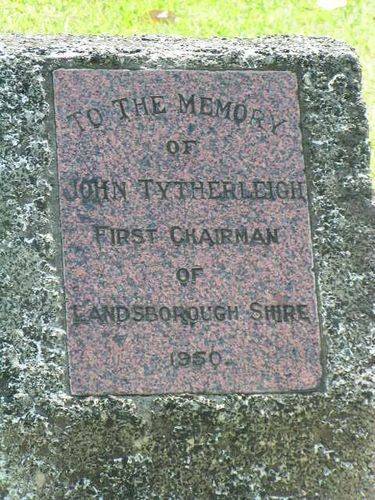 To The Memory
of
John Tytherleigh
First Chairman
of
Landsborough Shire
1950.